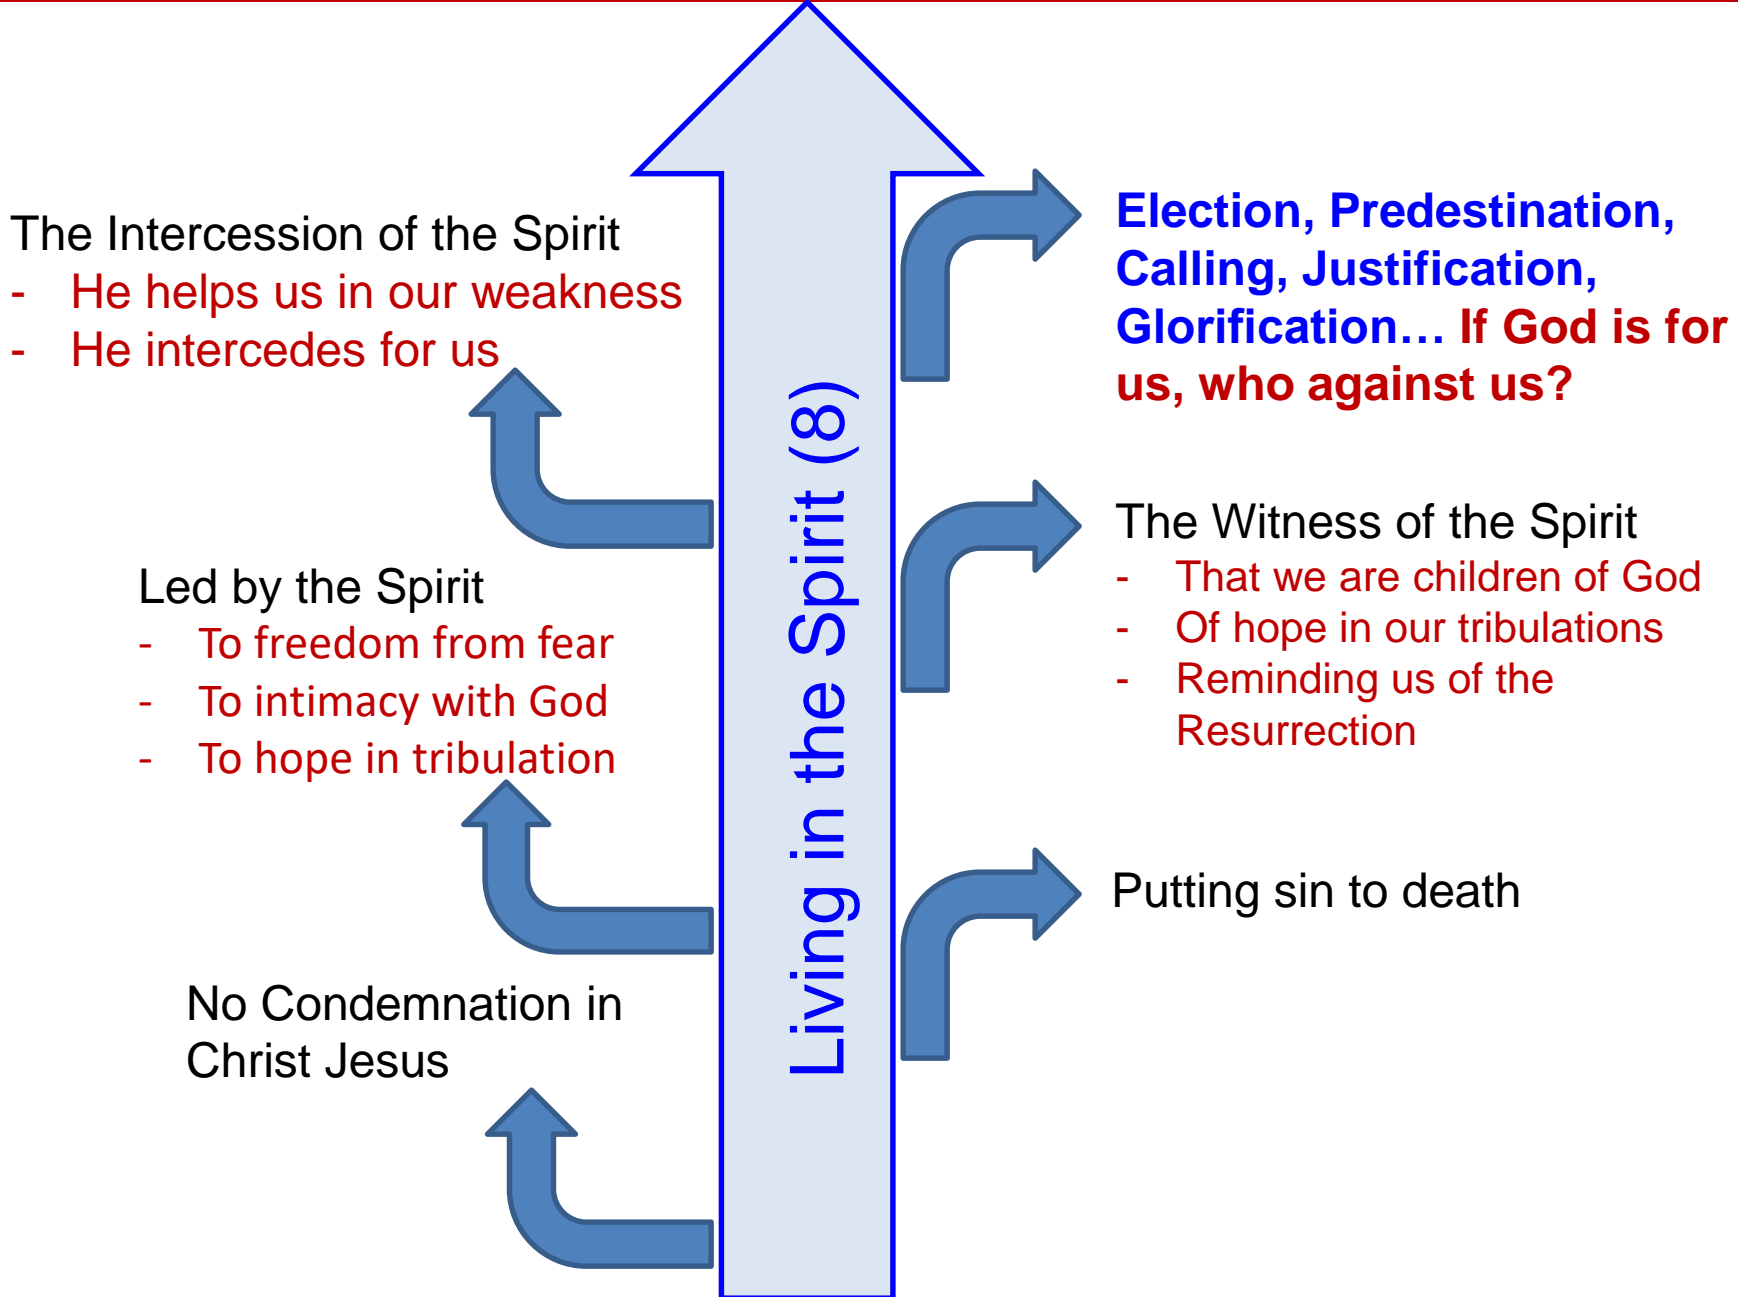 The Intercession of the Spirit
- He helps us in our weakness
- He intercedes for us
Led by the Spirit
- To freedom from fear
- To intimacy with God
- To hope in tribulation
No Condemnation in
Christ Jesus
Living in the Spirit (8)
Election, Predestination,
Calling, Justification,
Glorification… If God is for
us, who against us?
The Witness of the Spirit
- That we are children of God
- Of hope in our tribulations
- Reminding us of the
Resurrection
Putting sin to death